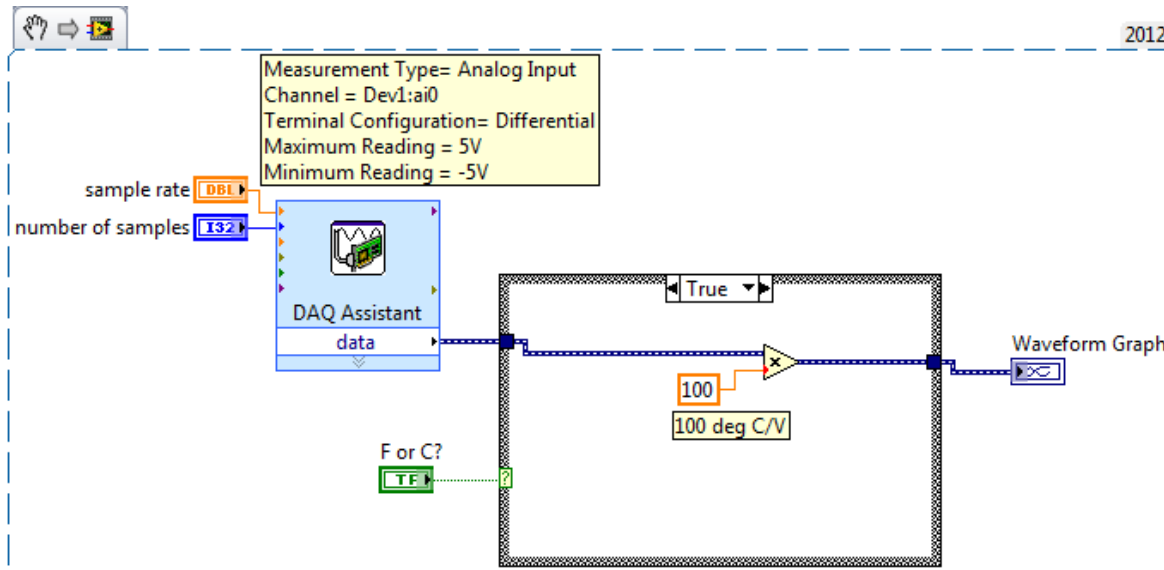 2012
Measurement Type= Analog Input
Channel = Dev1:ai0
Terminal Configuration= Differential
Maximum Reading = 5V
Minimum Reading = -5V
sample rate DBL
number of samples I32
DAQ Assistant
data
True
Waveform Graph
100
100 deg C/V
F or C?
TF
?